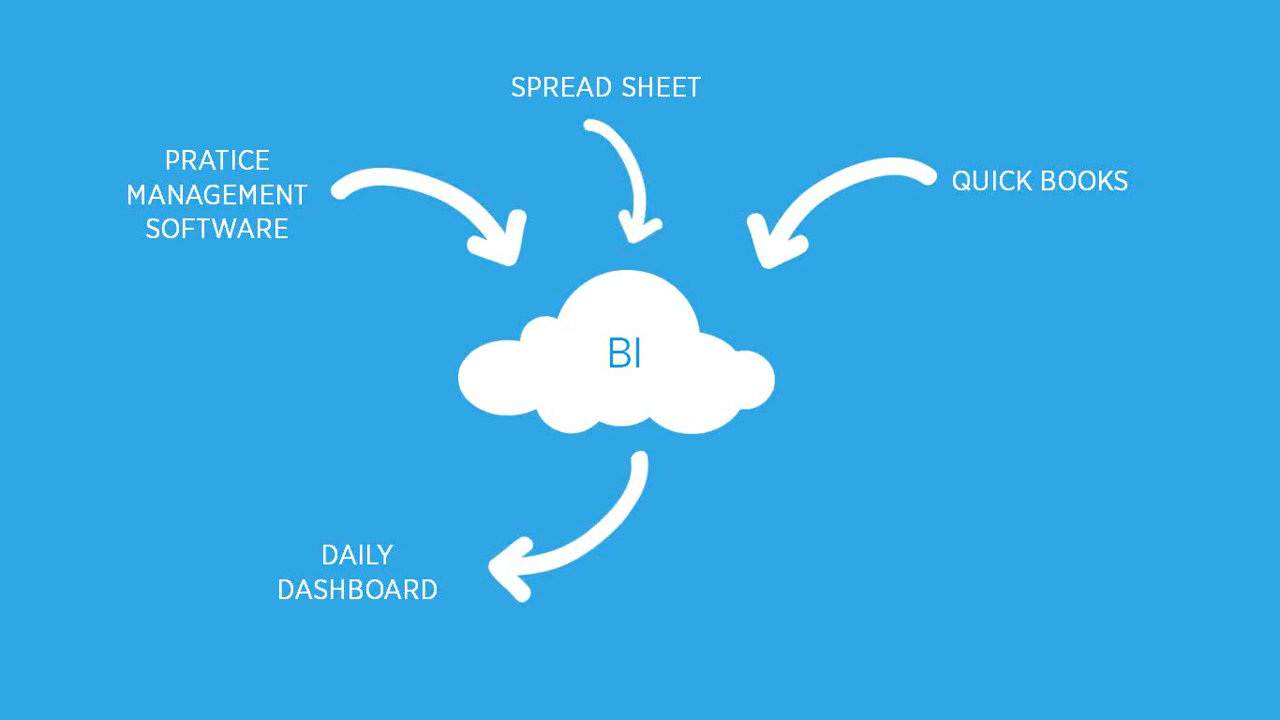 SPREAD SHEET
PRATICE
MANAGEMENT
SOFTWARE
QUICK BOOKS
BI
DAILY
DASHBOARD